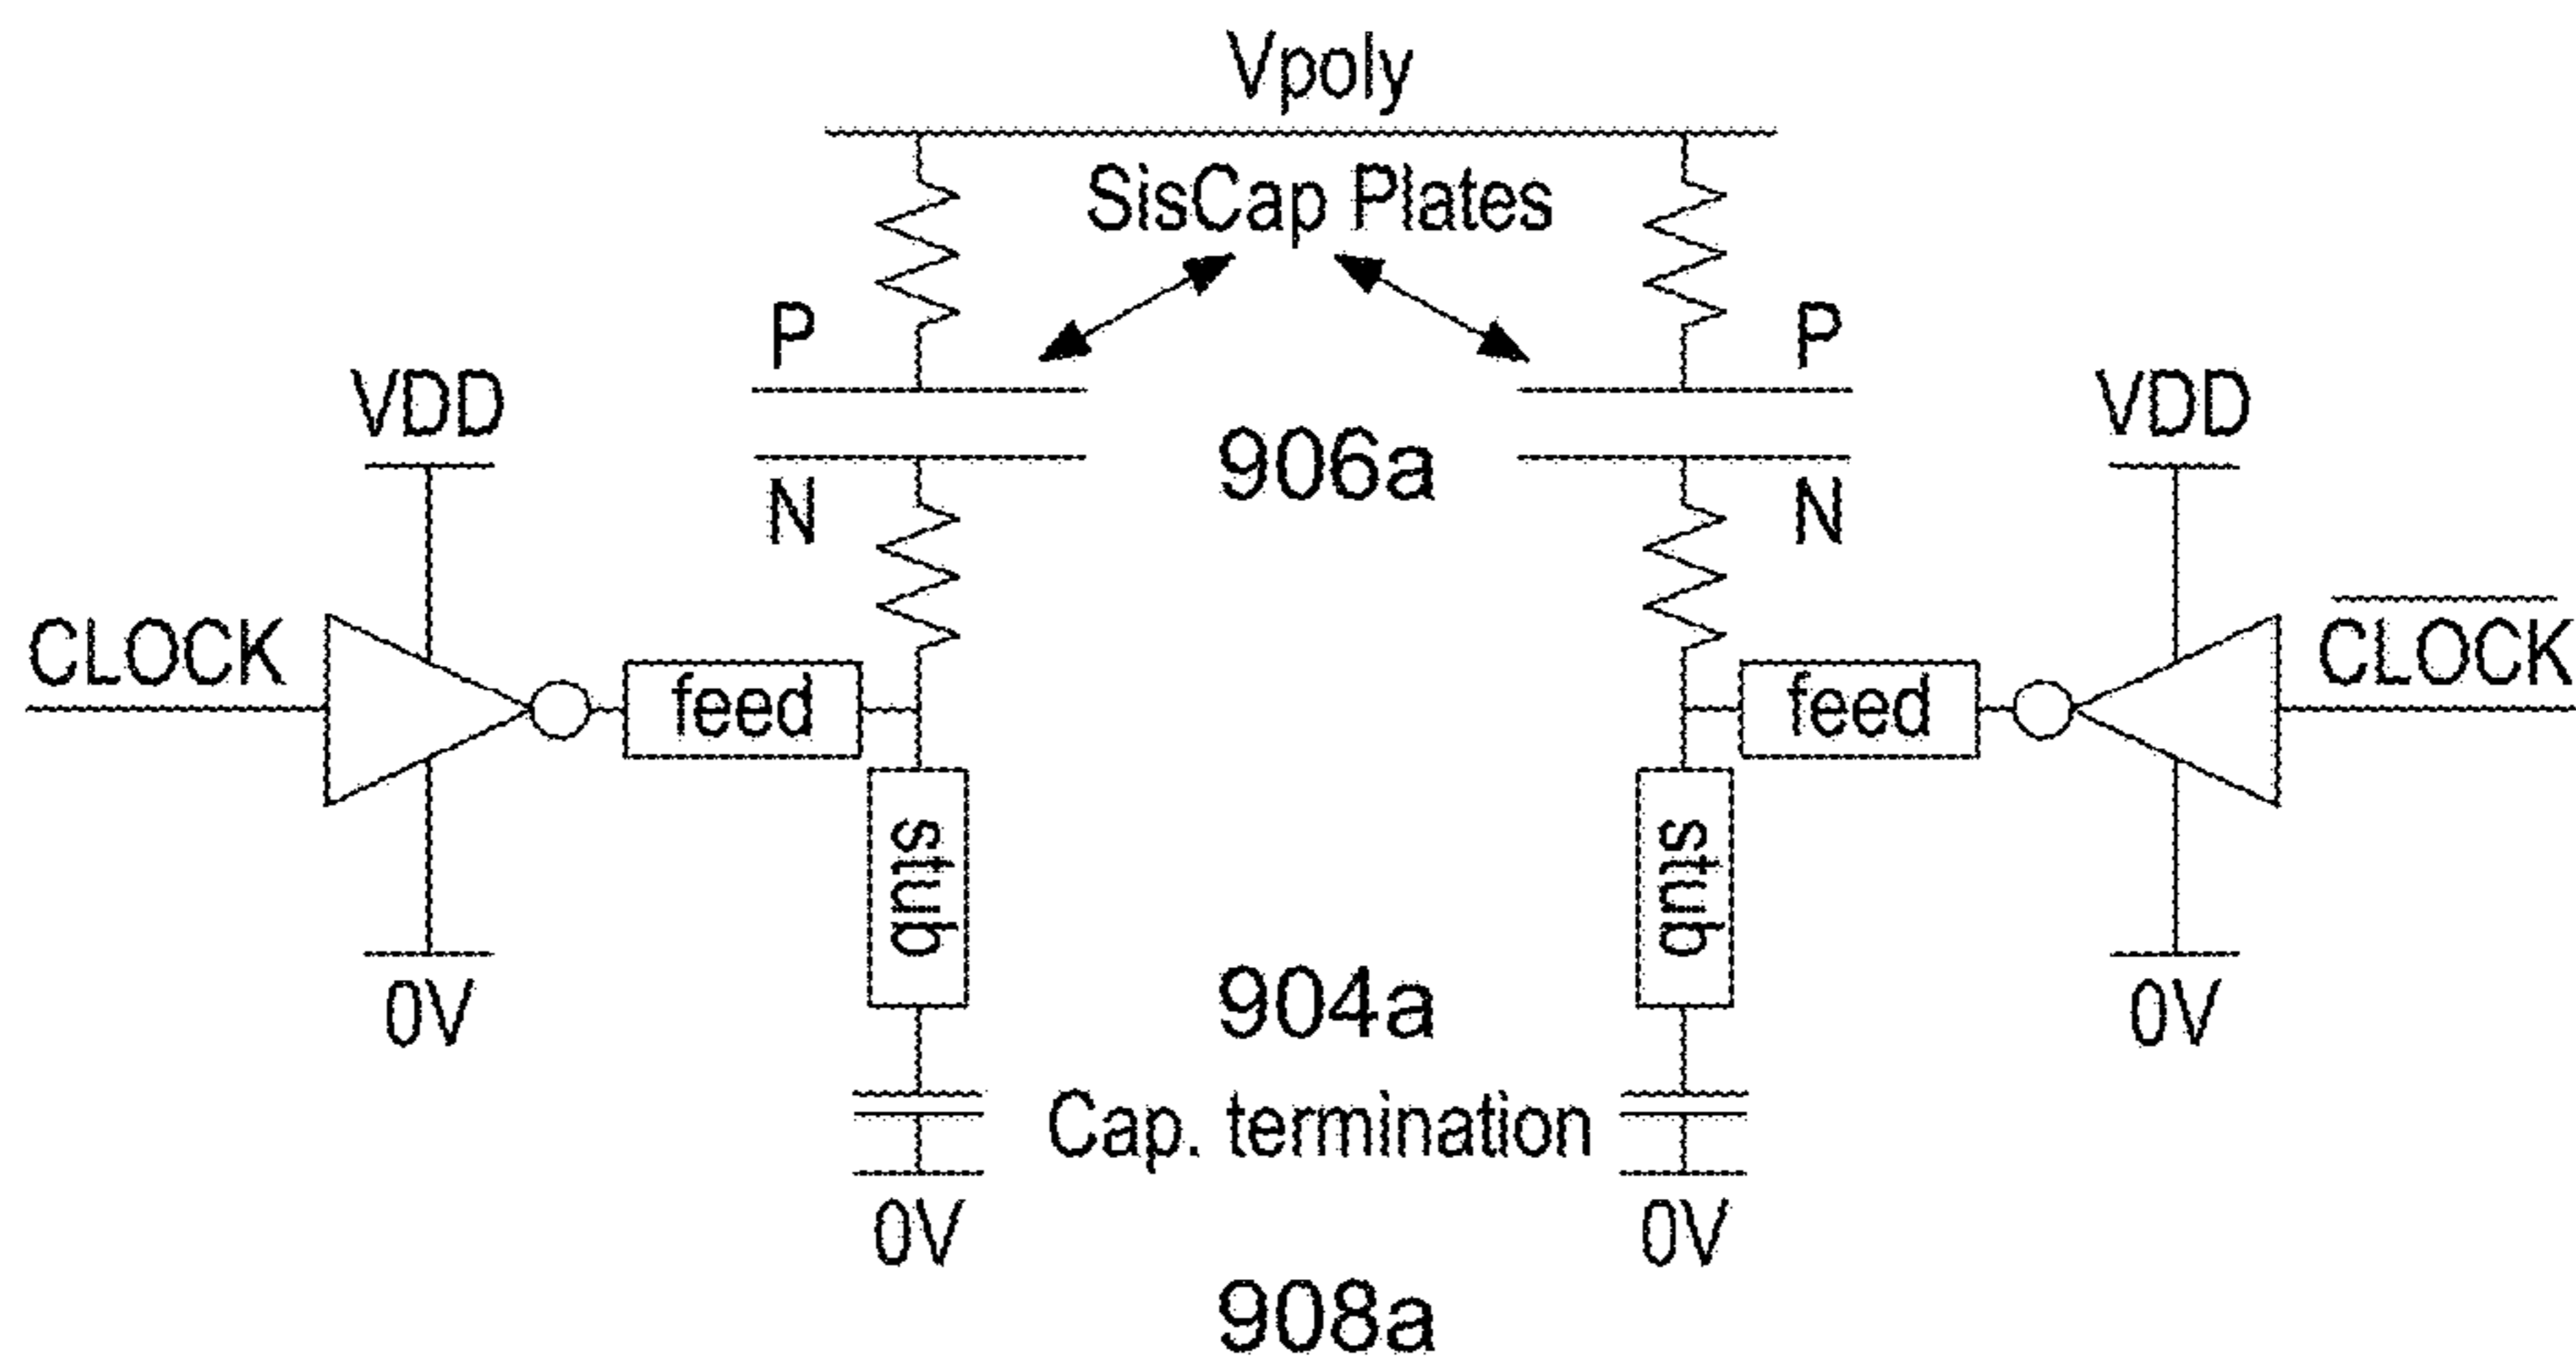 Vpoly
SisCap Plates
P
P
VDD
906a
VDD
N
N
CLOCK
feed
feed
CLOCK
stub
stub
0V
904a
0V
Cap. termination
0V
0V
908a